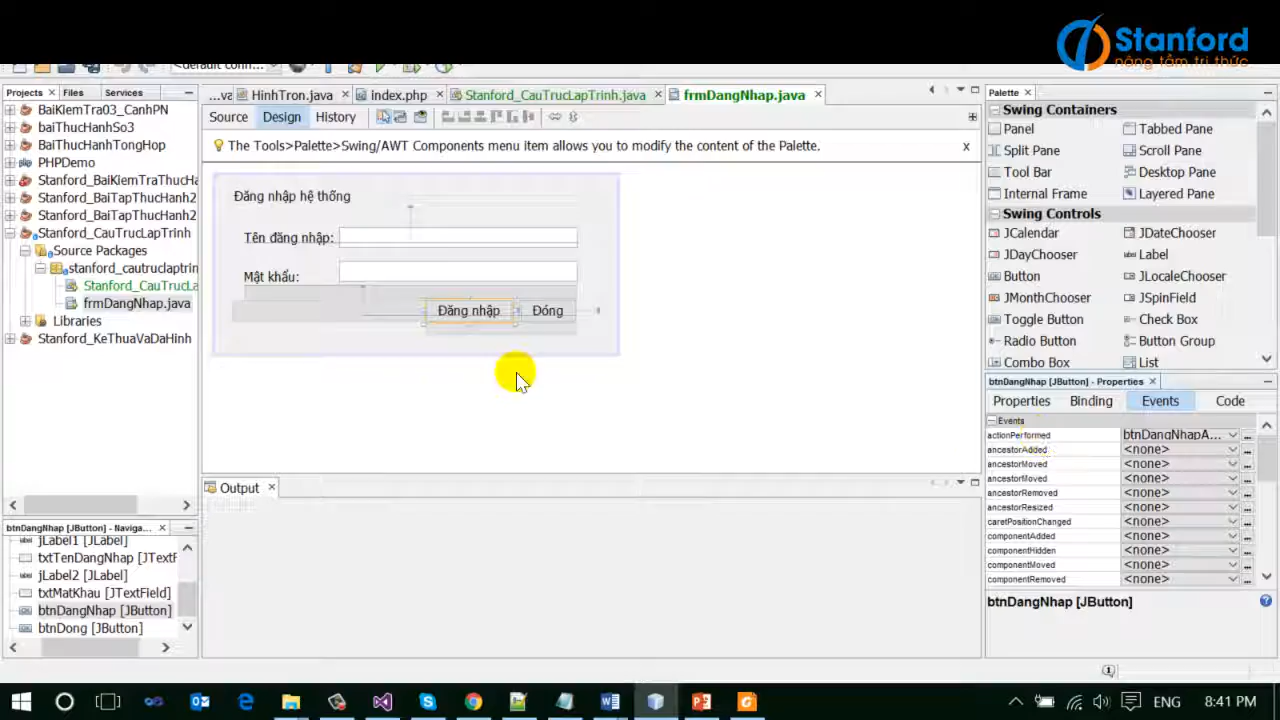 Stanford
nâng tầm tri thức
<default conn...
Projects
Files
Services
...va
HinhTron.java
index.php
Stanford_CauTrucLapTrinh.java
frmDangNhap.java
Source
Design
History
The Tools>Palette>Swing/AWT Components menu item allows you to modify the content of the Palette.
x
BaiKiemTra03_CanhPN
baiThucHanhSo3
BaiThucHanhTongHop
PHPDemo
Stanford_BaiKiemTraThucHa
Stanford_BaiTapThucHanh2
Stanford_BaiTapThucHanh2
Stanford_CauTrucLapTrinh
Source Packages
stanford_cautruclaptrin
Stanford_CauTrucLa
frmDangNhap.java
Libraries
Stanford_KeThuaVaDaHinh
Đăng nhập hệ thống
Tên đăng nhập:
Mật khẩu:
Đăng nhập
Đóng
Output
btnDangNhap [JButton] - Naviga...
jLabel1 [JLabel]
txtTenDangNhap [JTextF
jLabel2 [JLabel]
txtMatKhau [JTextField]
btnDangNhap [JButton]
btnDong [JButton]
Palette
Swing Containers
Panel
Tabbed Pane
Split Pane
Scroll Pane
Tool Bar
Desktop Pane
Internal Frame
Layered Pane
Swing Controls
JCalendar
JDateChooser
JDayChooser
Label
Button
JLocaleChooser
JMonthChooser
JSpinField
Toggle Button
Check Box
Radio Button
Button Group
Combo Box
List
btnDangNhap [JButton] - Properties
Properties
Binding
Events
Code
Events
actionPerformed
btnDangNhapA...
ancestorAdded
<none>
ancestorMoved
<none>
ancestorMoved
<none>
ancestorRemoved
<none>
ancestorResized
<none>
caretPositionChanged
<none>
componentAdded
<none>
componentHidden
<none>
componentMoved
<none>
componentRemoved
<none>
btnDangNhap [JButton]
1
ENG
8:41 PM